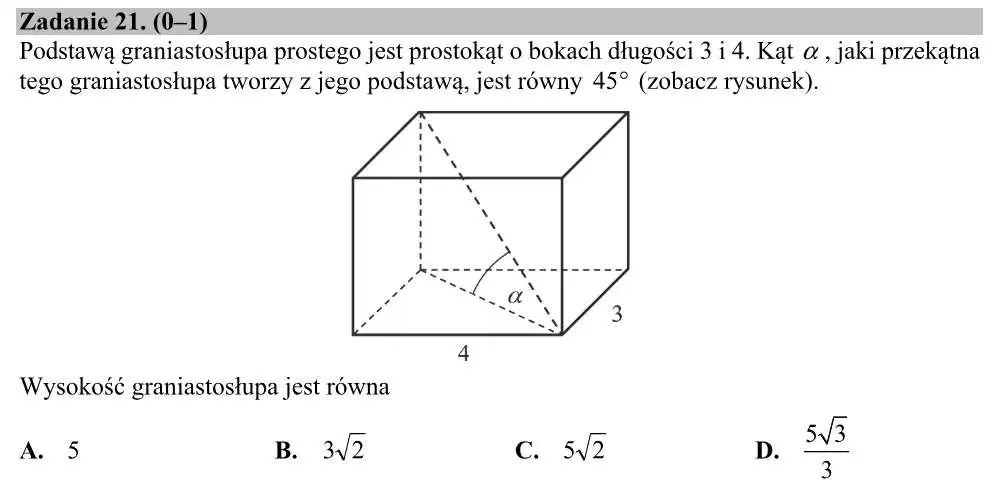 Zadanie 21. (0–1)
Podstawą graniastosłupa prostego jest prostokąt o bokach długości 3 i 4. Kąt α , jaki przekątna
tego graniastosłupa tworzy z jego podstawą, jest równy 45° (zobacz rysunek).
α
3
4
Wysokość graniastosłupa jest równa
A. 5 B. 3√2 C. 5√2 D. 5√3/3